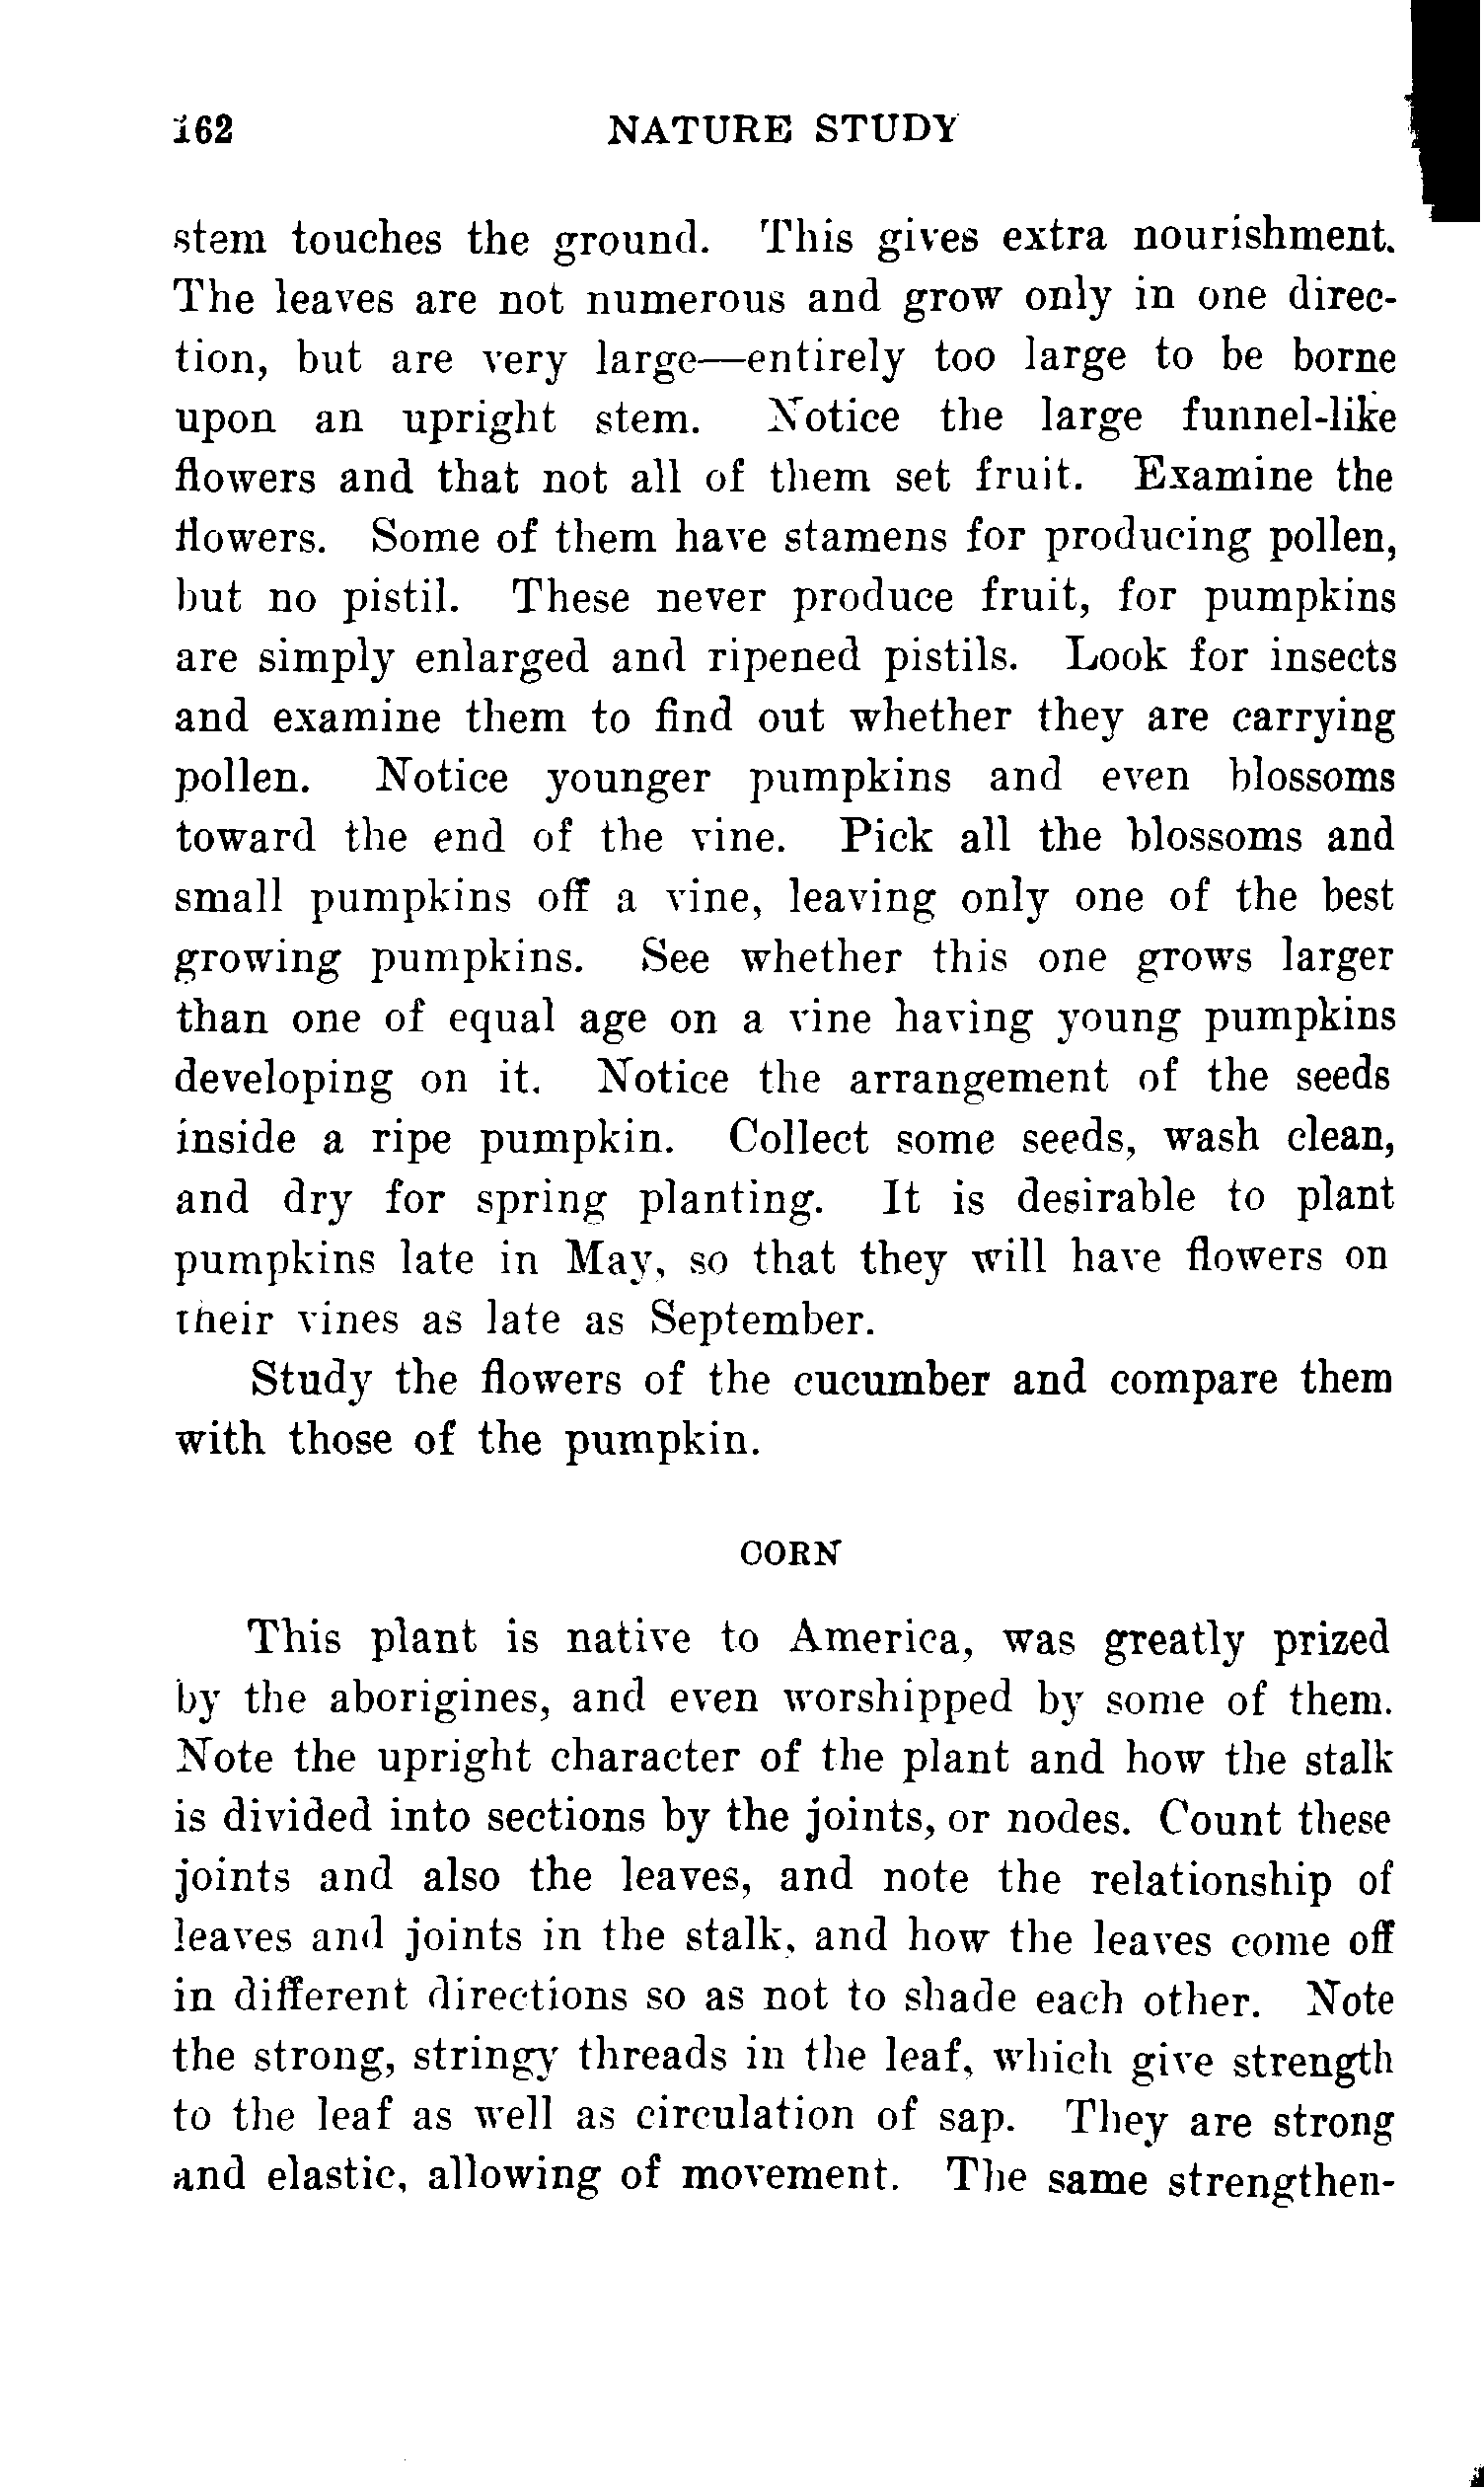 162 NATURE STUDY
stem touches the ground. This gives extra nourishment.
The leaves are not numerous and grow only in one direc-
tion, but are very large—entirely too large to be borne
upon an upright stem. Notice the large funnel-like
flowers and that not all of them set fruit. Examine the
flowers. Some of them have stamens for producing pollen,
but no pistil. These never produce fruit, for pumpkins
are simply enlarged and ripened pistils. Look for insects
and examine them to find out whether they are carrying
pollen. Notice younger pumpkins and even blossoms
toward the end of the vine. Pick all the blossoms and
small pumpkins off a vine, leaving only one of the best
growing pumpkins. See whether this one grows larger
than one of equal age on a vine having young pumpkins
developing on it. Notice the arrangement of the seeds
inside a ripe pumpkin. Collect some seeds, wash clean,
and dry for spring planting. It is desirable to plant
pumpkins late in May, so that they will have flowers on
their vines as late as September.
Study the flowers of the cucumber and compare them
with those of the pumpkin.
CORN
This plant is native to America, was greatly prized
by the aborigines, and even worshipped by some of them.
Note the upright character of the plant and how the stalk
is divided into sections by the joints, or nodes. Count these
joints and also the leaves, and note the relationship of
leaves and joints in the stalk, and how the leaves come off
in different directions so as not to shade each other. Note
the strong, stringy threads in the leaf, which give strength
to the leaf as well as circulation of sap. They are strong
and elastic, allowing of movement. The same strengthen-